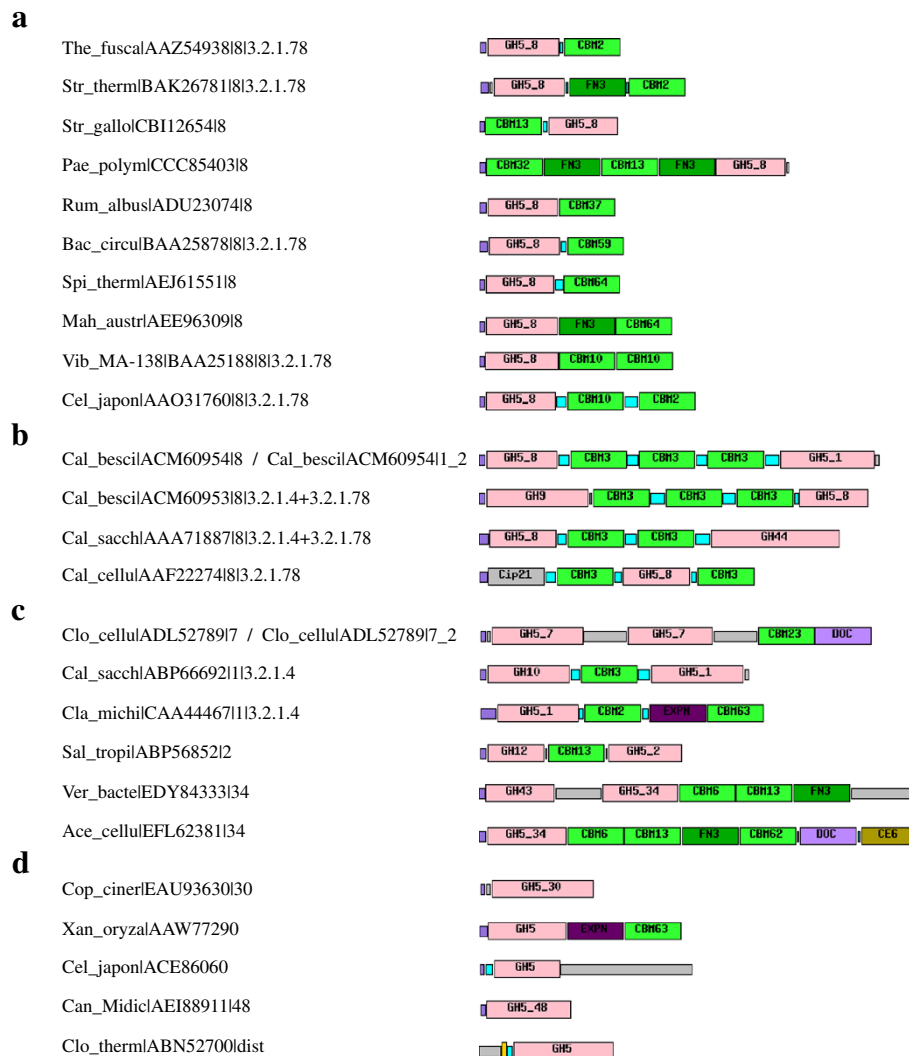 a
The_fusca|AAZ54938|8|3.2.1.78 GH5_8 CBM2
Str_therm|BAK26781|8|3.2.1.78 GH5_8 FN3 CBM2
Str_gallo|CBI12654|8 CBM13 GH5_8
Pae_polym|CCC85403|8 CBM32 FN3 CBM13 FN3 GH5_8
Rum_albus|ADU23074|8 GH5_8 CBM37
Bac_circu|BAA25878|8|3.2.1.78 GH5_8 CBM59
Spi_therm|AEJ61551|8 GH5_8 CBM64
Mah_austr|AEE96309|8 GH5_8 FN3 CBM64
Vib_MA-138|BAA25188|8|3.2.1.78 GH5_8 CBM10 CBM10
Cel_japon|AAO31760|8|3.2.1.78 GH5_8 CBM10 CBM2
b
Cal_besci|ACM60954|8 / Cal_besci|ACM60954|1_2 GH5_8 CBM3 CBM3 CBM3 GH5_1
Cal_besci|ACM60953|8|3.2.1.4+3.2.1.78 GH9 CBM3 CBM3 CBM3 GH5_8
Cal_sacch|AAA71887|8|3.2.1.4+3.2.1.78 GH5_8 CBM3 CBM3 GH44
Cal_cellu|AAF22274|8|3.2.1.78 Cip21 CBM3 GH5_8 CBM3
c
Clo_cellu|ADL52789|7 / Clo_cellu|ADL52789|7_2 GH5_7 GH5_7 CBM23 DOC
Cal_sacch|ABP66692|1|3.2.1.4 GH10 CBM3 GH5_1
Cla_michi|CAA44467|1|3.2.1.4 GH5_1 CBM2 EXPN CBM63
Sal_tropi|ABP56852|2 GH12 CBM13 GH5_2
Ver_bacte|EDY84333|34 GH43 GH5_34 CBM6 CBM13 FN3
Ace_cellu|EFL62381|34 GH5_34 CBM6 CBM13 FN3 CBM62 DOC CE6
d
Cop_ciner|EAU93630|30 GH5_30
Xan_oryza|AAW77290 GH5 EXPN CBM63
Cel_japon|ACE86060 GH5
Can_Midic|AEI88911|48 GH5_48
Clo_therm|ABN52700|dist GH5